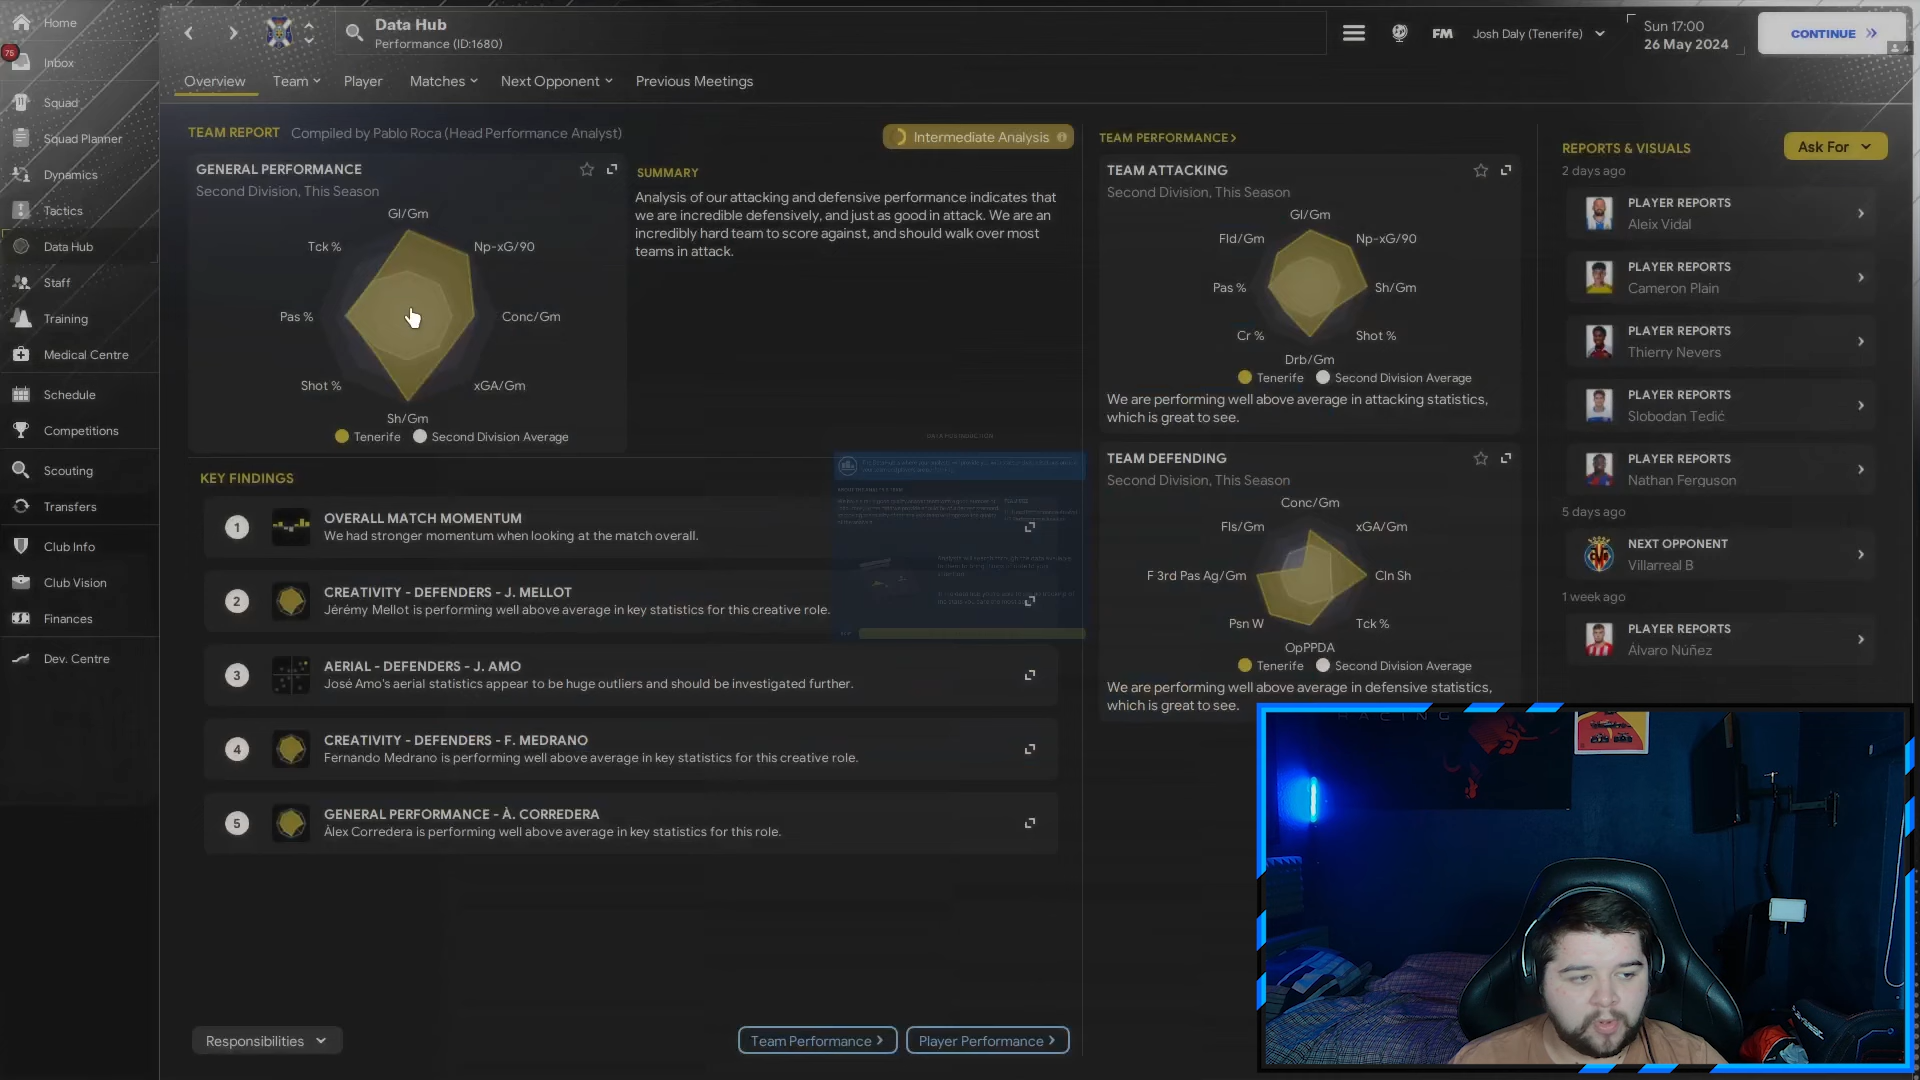 Home
75
Inbox
Squad
Squad Planner
Dynamics
Tactics
Data Hub
Staff
Training
Medical Centre
Schedule
Competitions
Scouting
Transfers
Club Info
Club Vision
Finances
Dev. Centre
Data Hub
Performance (ID:1680)
FM
Josh Daly (Tenerife)
Sun 17:00
26 May 2024
CONTINUE
4
Overview
Team
Player
Matches
Next Opponent
Previous Meetings
TEAM REPORT Compiled by Pablo Roca (Head Performance Analyst)
Intermediate Analysis
GENERAL PERFORMANCE
Second Division, This Season
Gl/Gm
Tck %
Np-xG/90
Pas %
Conc/Gm
Shot %
xGA/Gm
Sh/Gm
Tenerife
Second Division Average
SUMMARY
Analysis of our attacking and defensive performance indicates that
we are incredible defensively, and just as good in attack. We are an
incredibly hard team to score against, and should walk over most
teams in attack.
KEY FINDINGS
1
OVERALL MATCH MOMENTUM
We had stronger momentum when looking at the match overall.
2
CREATIVITY - DEFENDERS - J. MELLOT
Jérémy Mellot is performing well above average in key statistics for this creative role.
3
AERIAL - DEFENDERS - J. AMO
José Amo's aerial statistics appear to be huge outliers and should be investigated further.
4
CREATIVITY - DEFENDERS - F. MEDRANO
Fernando Medrano is performing well above average in key statistics for this creative role.
5
GENERAL PERFORMANCE - À. CORREDERA
Àlex Corredera is performing well above average in key statistics for this role.
Responsibilities
Team Performance >
Player Performance >
TEAM PERFORMANCE >
TEAM ATTACKING
Second Division, This Season
Gl/Gm
Fld/Gm
Np-xG/90
Pas %
Sh/Gm
Cr %
Shot %
Drb/Gm
Tenerife
Second Division Average
We are performing well above average in attacking statistics,
which is great to see.
TEAM DEFENDING
Second Division, This Season
Conc/Gm
Fls/Gm
xGA/Gm
F 3rd Pas Ag/Gm
Cln Sh
Psn W
Tck %
OpPPDA
Tenerife
Second Division Average
We are performing well above average in defensive statistics,
which is great to see.
REPORTS & VISUALS
Ask For
2 days ago
PLAYER REPORTS
Aleix Vidal
PLAYER REPORTS
Cameron Plain
PLAYER REPORTS
Thierry Nevers
PLAYER REPORTS
Slobodan Tedić
PLAYER REPORTS
Nathan Ferguson
5 days ago
NEXT OPPONENT
Villarreal B
1 week ago
PLAYER REPORTS
Álvaro Núñez
RACING